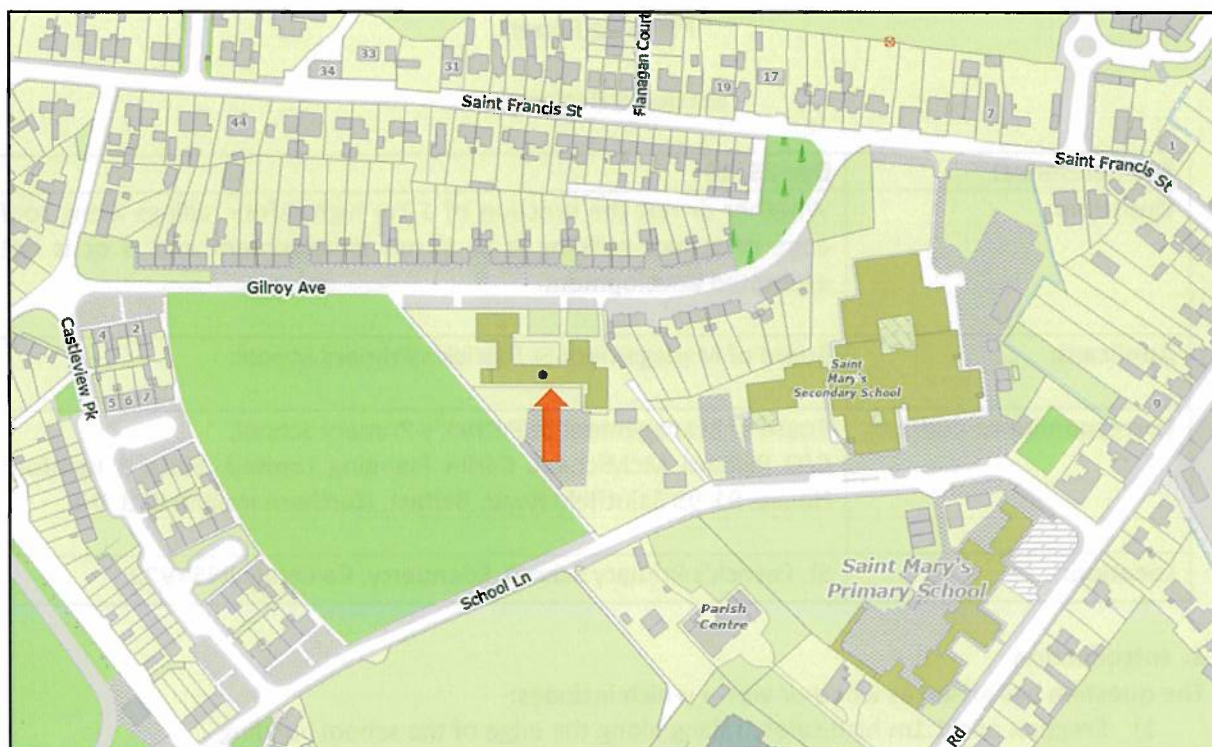 Flanagan Court
34
33
31
19
17
7
1
Saint Francis St
44
Saint Francis St
Gilroy Ave
4
2
Castleview Pk
5
6
7
Saint
Mary's
Secondary School
9
School Ln
Saint Mary's
Primary School
Parish
Centre
Rd